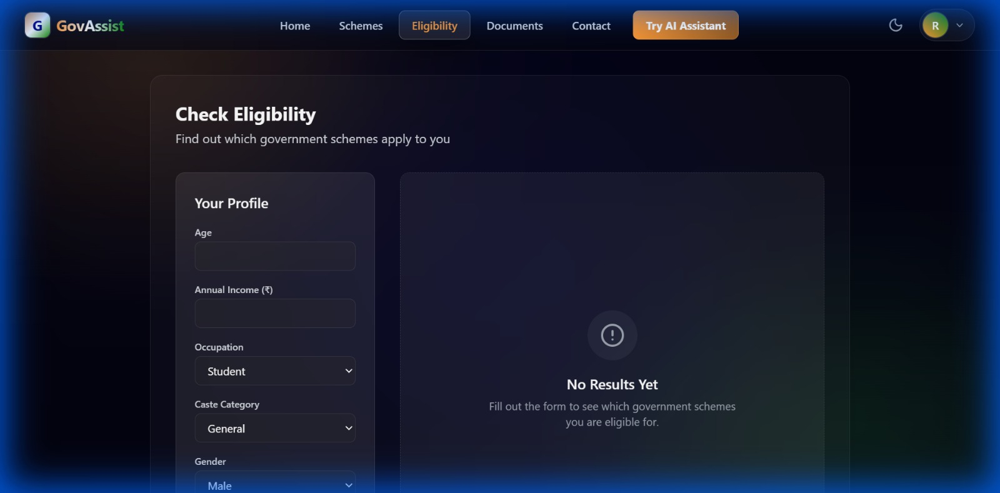 G GovAssist
Home Schemes Eligibility Documents Contact Try AI Assistant
R
Check Eligibility
Find out which government schemes apply to you
Your Profile
Age
Annual Income (₹)
Occupation
Student
Caste Category
General
Gender
Male
No Results Yet
Fill out the form to see which government schemes
you are eligible for.